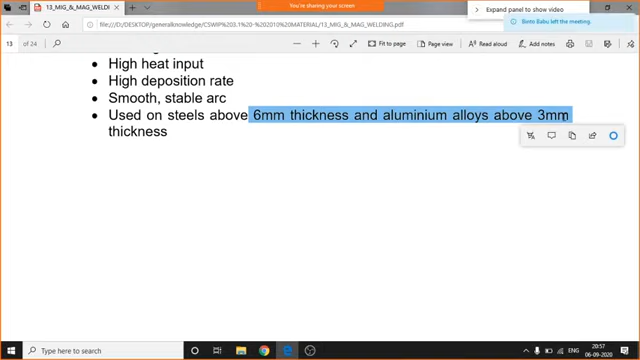 You're sharing your screen
Expand panel to show video
13_MIG_&_MAG_WELDING.pdf
Binto Babu left the meeting.
file:///D:/DESKTOP/generalknowledge/CSWIP%203.1%20-%202010%20MATERIAL/13_MIG_&_MAG_WELDING.pdf
13 of 24
Fit to page
Page view
Read aloud
Add notes
• High heat input
• High deposition rate
• Smooth, stable arc
• Used on steels above 6mm thickness and aluminium alloys above 3mm
thickness
Type here to search
ENG
20:57
06-09-2020